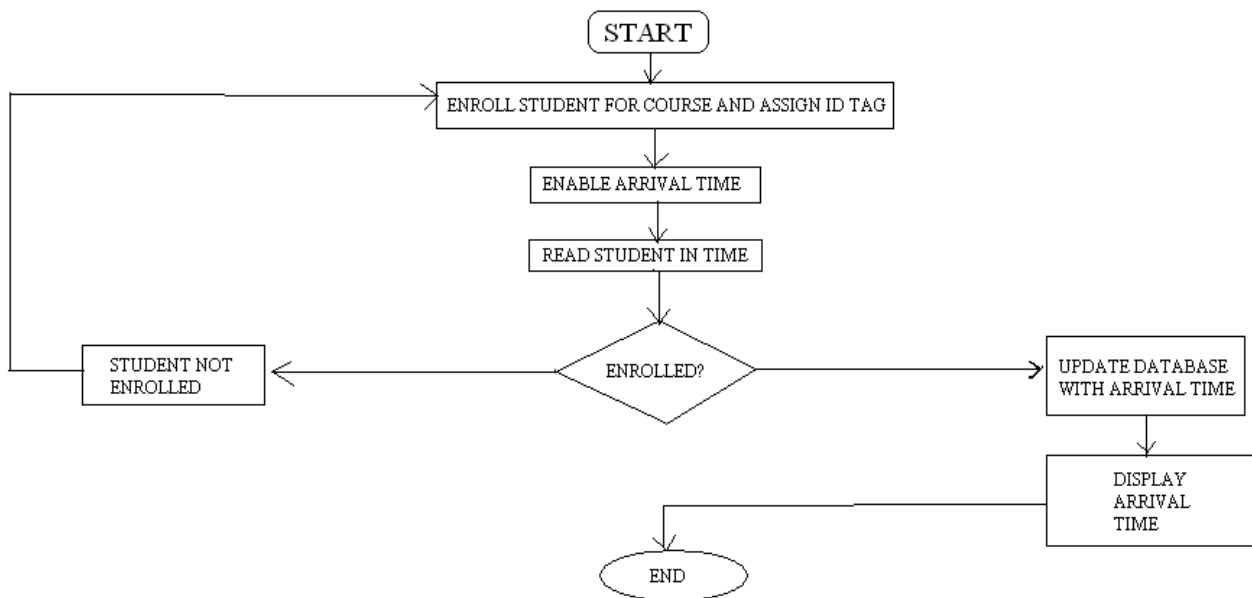 START
ENROLL STUDENT FOR COURSE AND ASSIGN ID TAG
ENABLE ARRIVAL TIME
READ STUDENT IN TIME
ENROLLED?
STUDENT NOT
ENROLLED
UPDATE DATABASE
WITH ARRIVAL TIME
DISPLAY
ARRIVAL
TIME
END